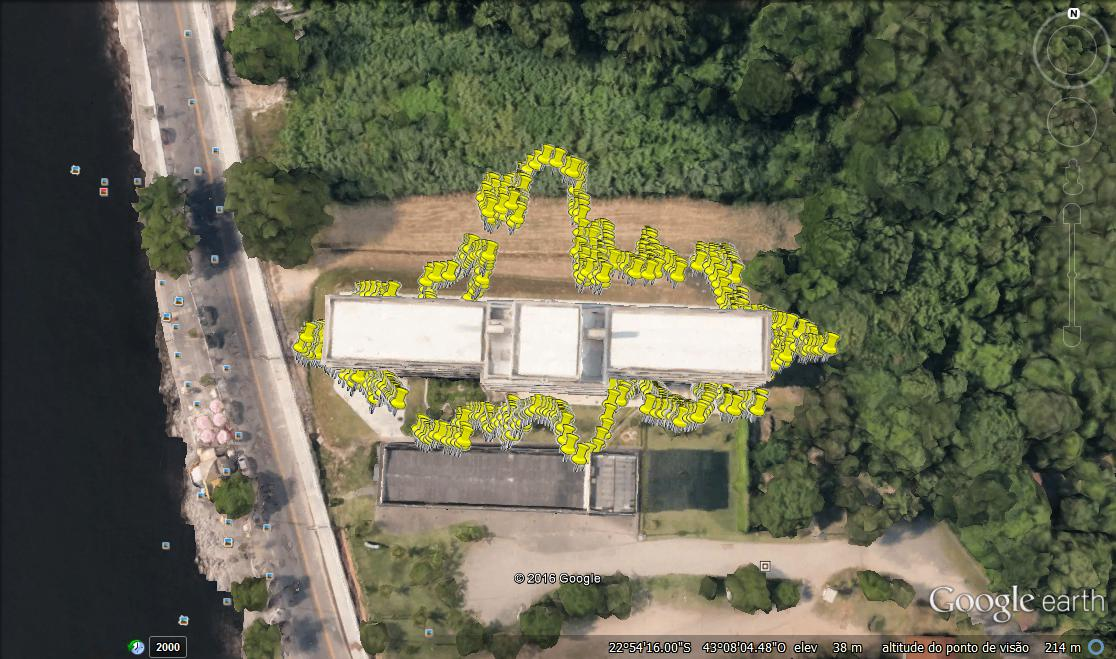 N
© 2016 Google
Google earth
2000
22°54'16.00"S 43°08'04.48"O elev 38 m altitude do ponto de visão 214 m